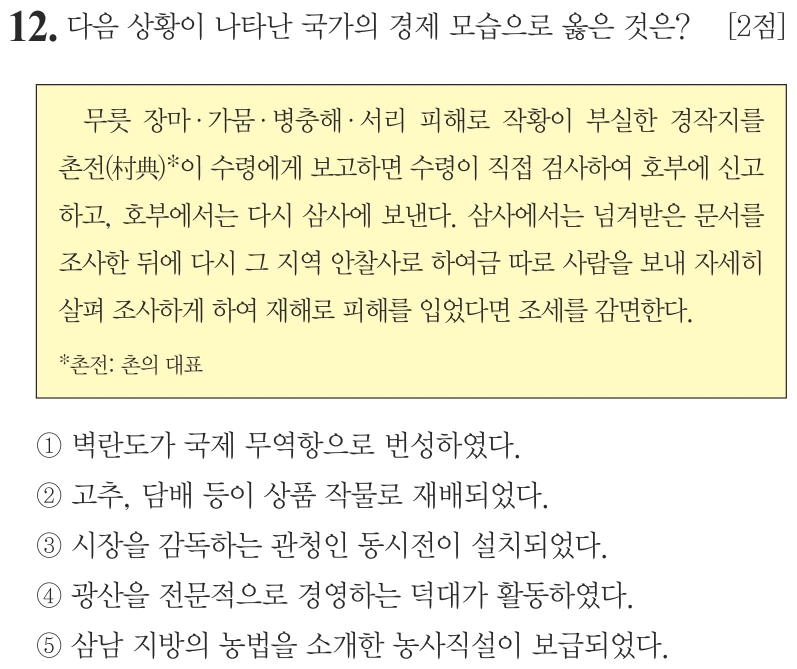 12. 다음 상황이 나타난 국가의 경제 모습으로 옳은 것은? [2점]
무릇 장마·가뭄·병충해·서리 피해로 작황이 부실한 경작지를
촌전(村典)*이 수령에게 보고하면 수령이 직접 검사하여 호부에 신고
하고, 호부에서는 다시 삼사에 보낸다. 삼사에서는 넘겨받은 문서를
조사한 뒤에 다시 그 지역 안찰사로 하여금 따로 사람을 보내 자세히
살펴 조사하게 하여 재해로 피해를 입었다면 조세를 감면한다.
*촌전: 촌의 대표
① 벽란도가 국제 무역항으로 번성하였다.
② 고추, 담배 등이 상품 작물로 재배되었다.
③ 시장을 감독하는 관청인 동시전이 설치되었다.
④ 광산을 전문적으로 경영하는 덕대가 활동하였다.
⑤ 삼남 지방의 농법을 소개한 농사직설이 보급되었다.